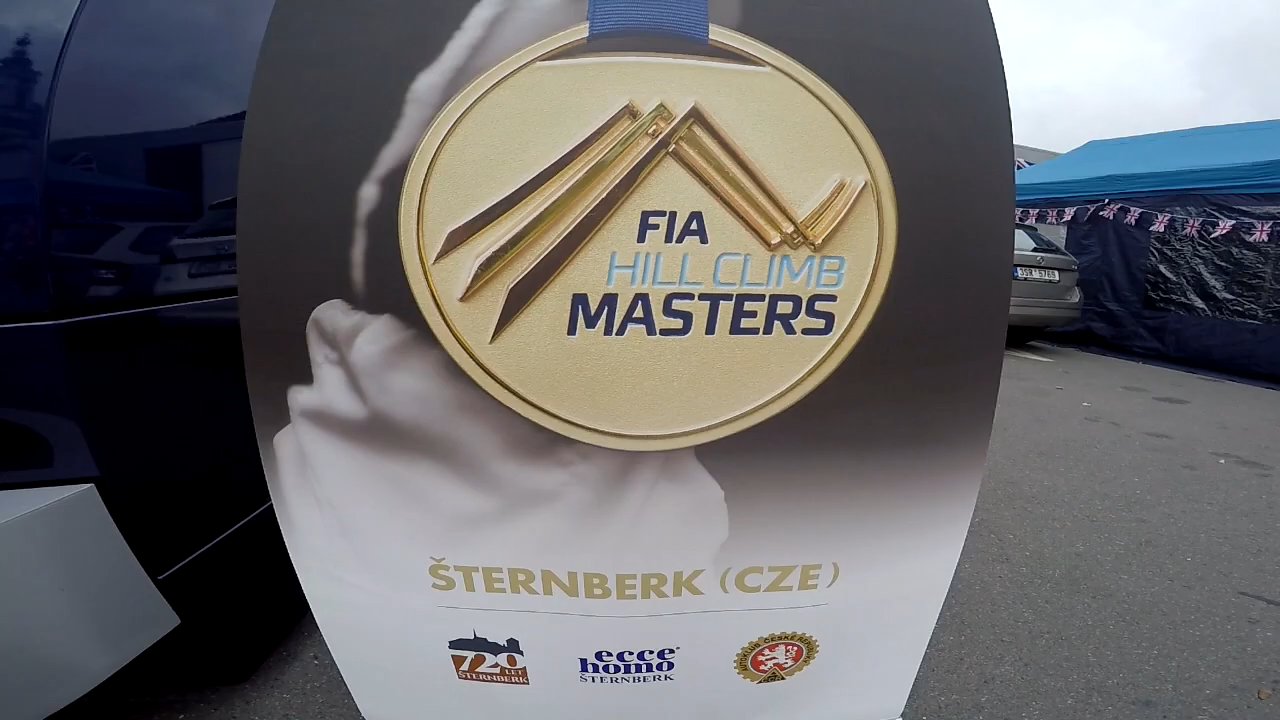 FIA
HILL CLIMB
MASTERS
ŠTERNBERK (CZE)
720
LET
ŠTERNBERK
ecce
homo
ŠTERNBERK